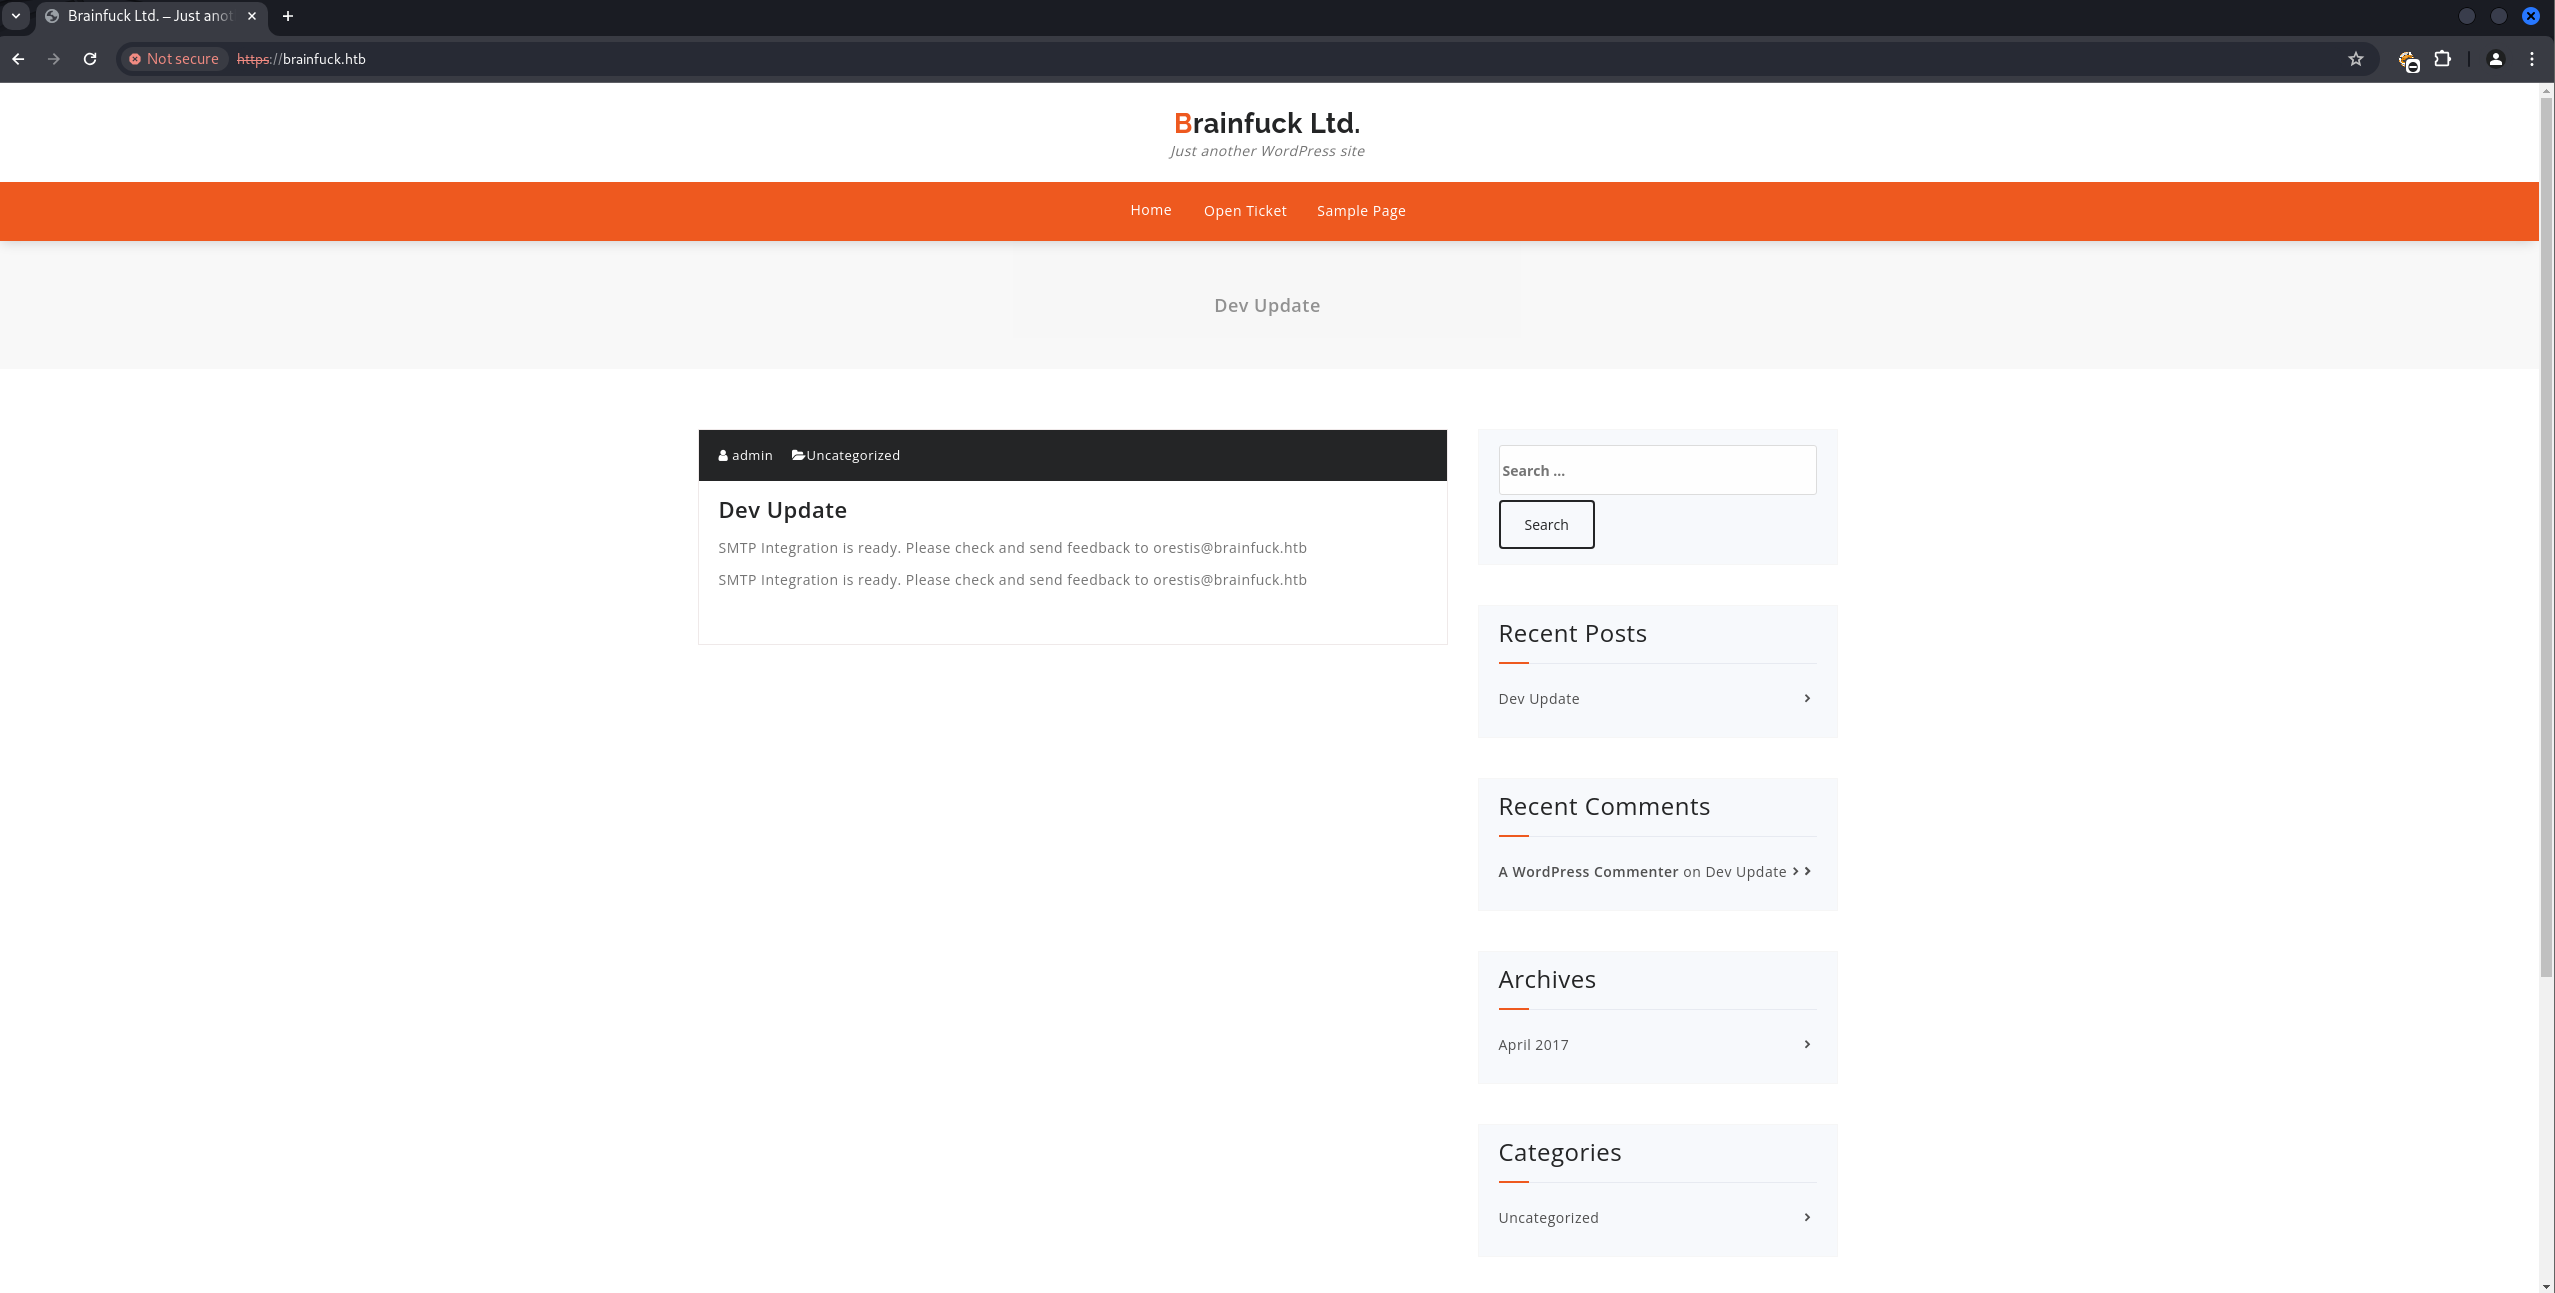 Brainfuck Ltd. – Just anot
Not secure
https://brainfuck.htb
Brainfuck Ltd.
Just another WordPress site
Home Open Ticket Sample Page
Dev Update
admin Uncategorized
Dev Update
SMTP Integration is ready. Please check and send feedback to orestis@brainfuck.htb
SMTP Integration is ready. Please check and send feedback to orestis@brainfuck.htb
Search ...
Search
Recent Posts
Dev Update
Recent Comments
A WordPress Commenter on Dev Update
Archives
April 2017
Categories
Uncategorized